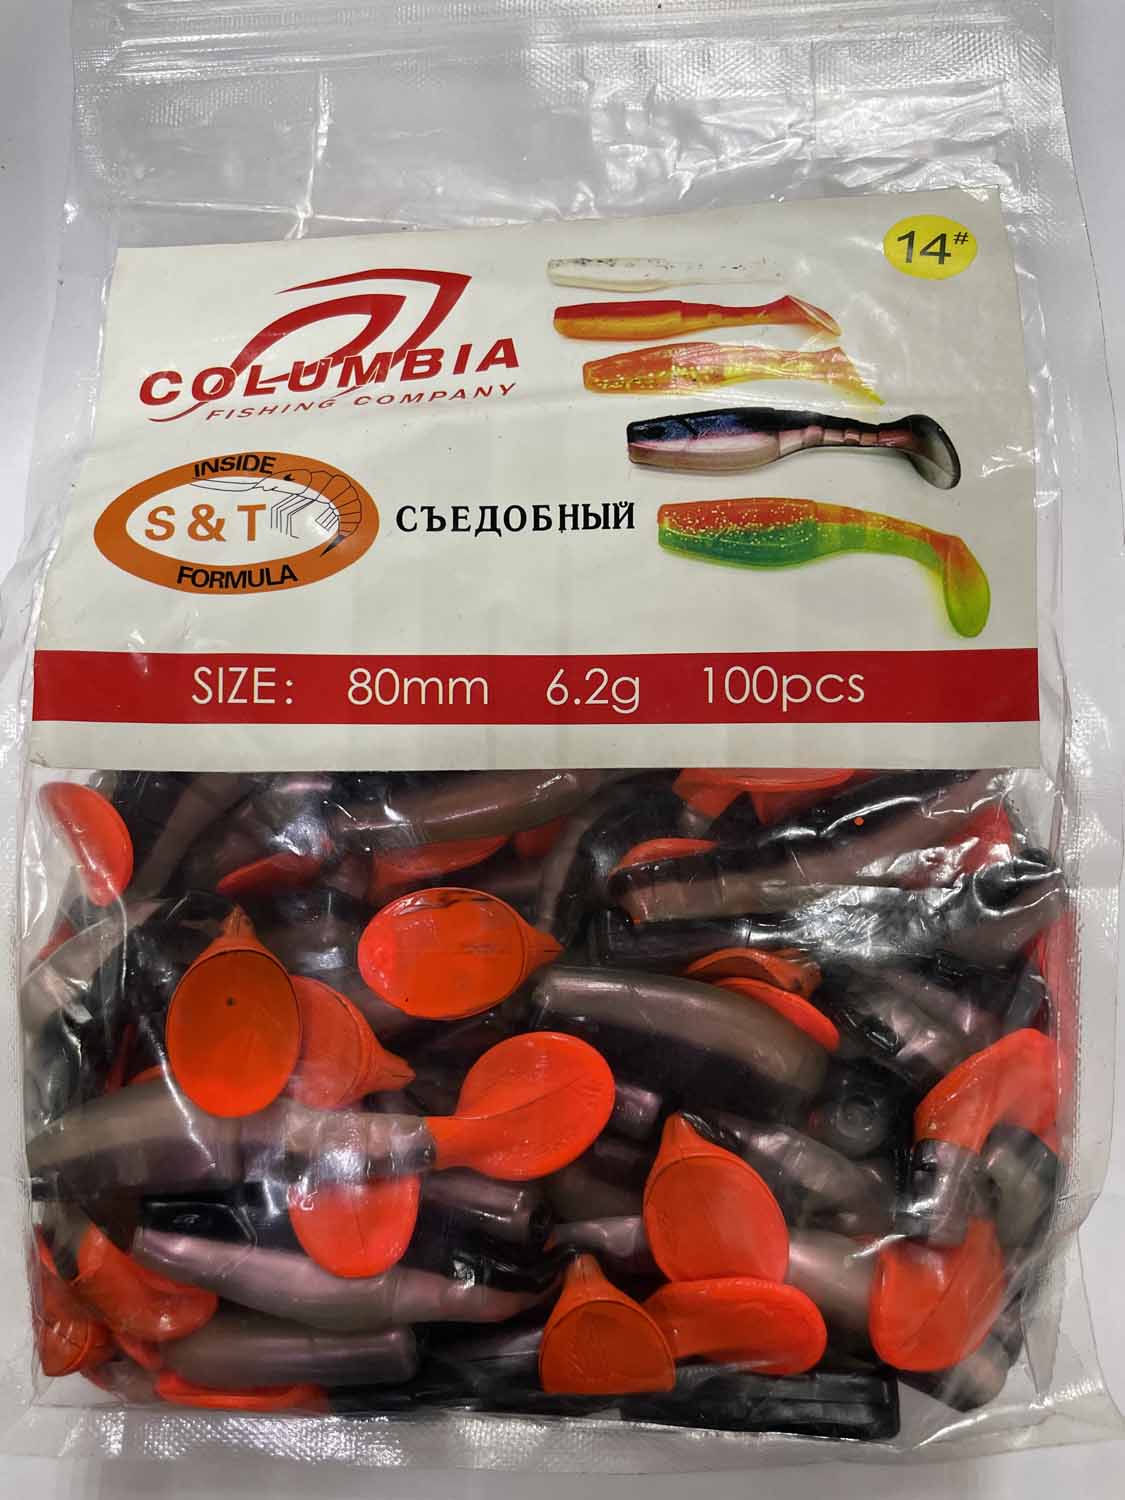 14#
COLUMBIA
FISHING COMPANY
INSIDE
S & T
FORMULA
СЪЕДОБНЫЙ
SIZE: 80mm 6.2g 100pcs